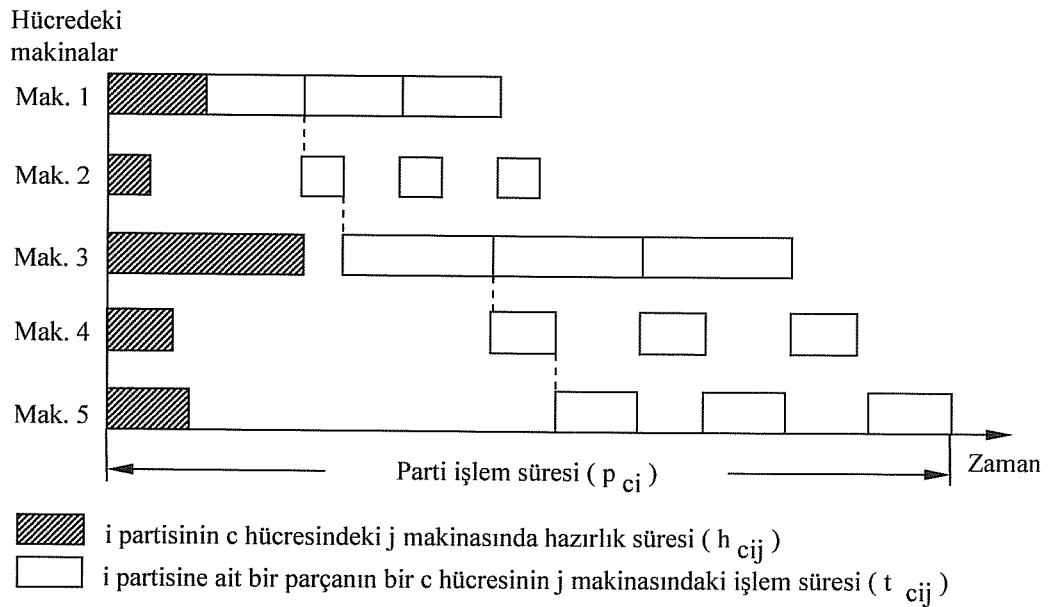 Hücredeki
makinalar
Mak. 1
Mak. 2
Mak. 3
Mak. 4
Mak. 5
Zaman
Parti işlem süresi ( p ci )
i partisinin c hücresindeki j makinasında hazırlık süresi ( h cij )
i partisine ait bir parçanın bir c hücresinin j makinasındaki işlem süresi ( t cij )